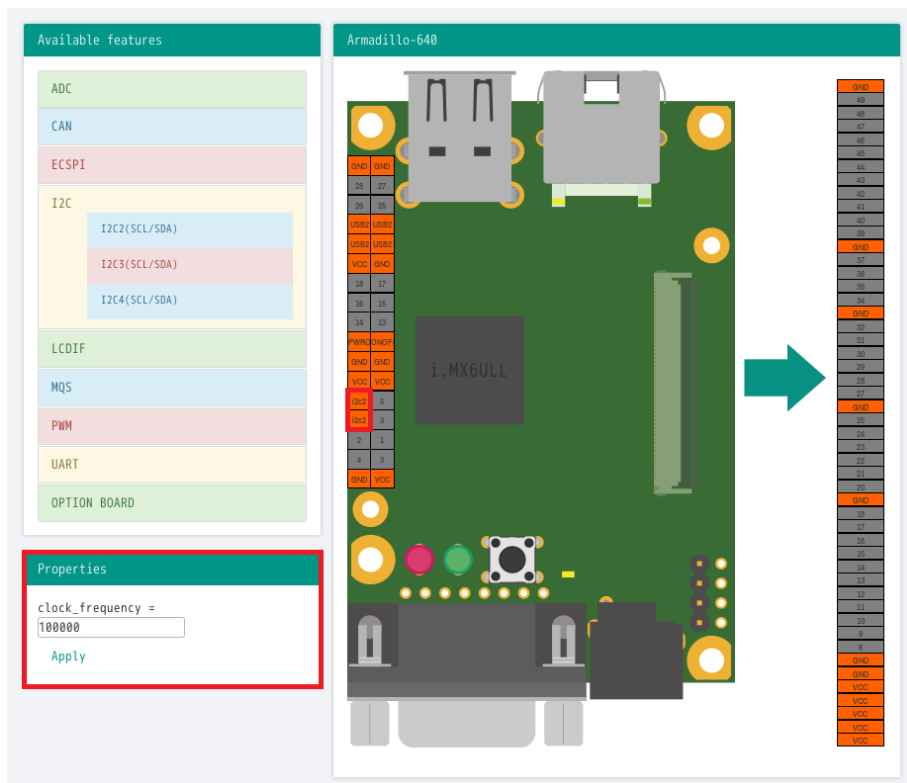 Available features
ADC
CAN
ECSPI
I2C
I2C2(SCL/SDA)
I2C3(SCL/SDA)
I2C4(SCL/SDA)
LCDIF
MQS
PWM
UART
OPTION BOARD
Properties
clock_frequency =
100000
Apply
Armadillo-640
GND GND
28 27
26 25
USB2 USB2
USB2 USB2
VCC GND
18 17
16 15
14 13
PWRO ONOF
GND GND
VCC VCC
i2c2
i2c2 3
2 1
4 3
GND VCC
i.MX6ULL
GND
49
48
47
46
45
44
43
42
41
40
39
GND
37
36
35
34
GND
32
31
30
29
28
27
GND
25
24
23
22
21
20
GND
18
17
16
15
14
13
12
11
10
9
8
GND
GND
VCC
VCC
VCC
VCC
VCC